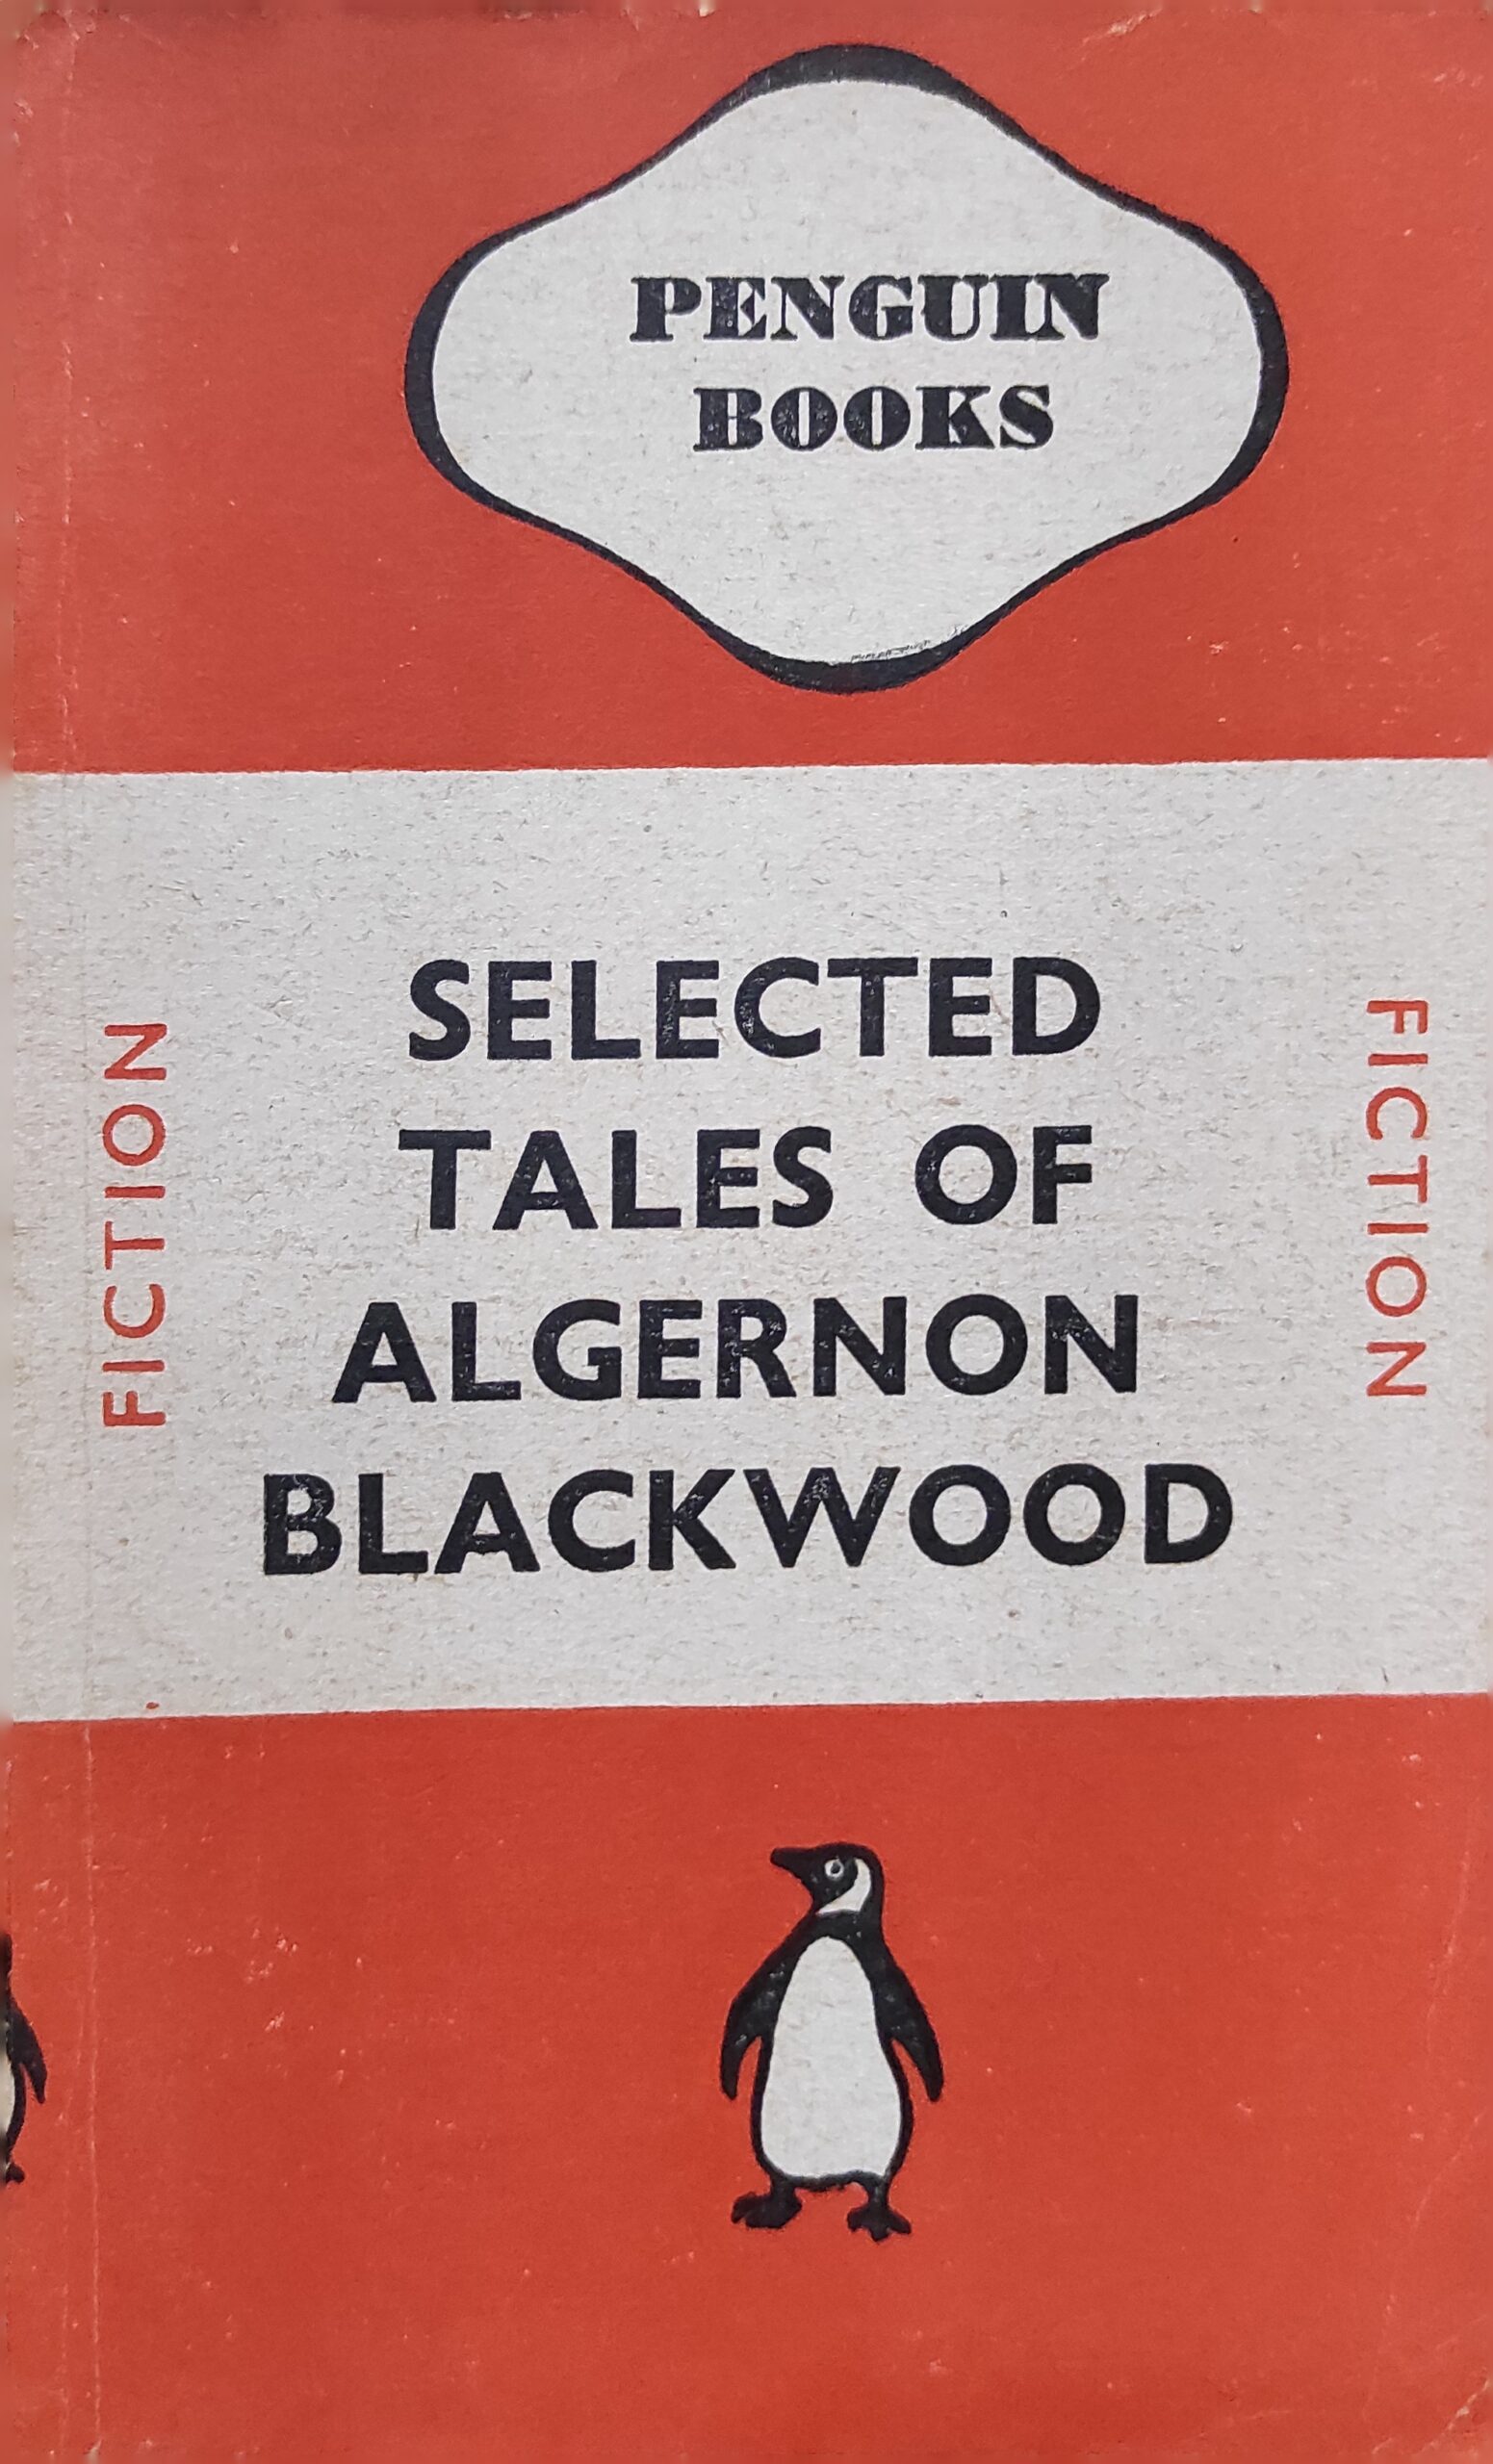 PENGUIN
BOOKS
FICTION
SELECTED
TALES OF
ALGERNON
BLACKWOOD
FICTION